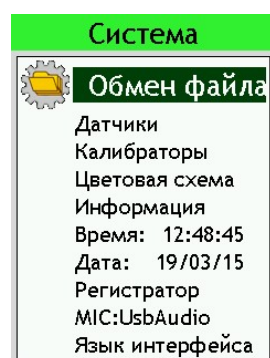 Система
Обмен файла
Датчики
Калибраторы
Цветовая схема
Информация
Время: 12:48:45
Дата: 19/03/15
Регистратор
MIC:UsbAudio
Язык интерфейса